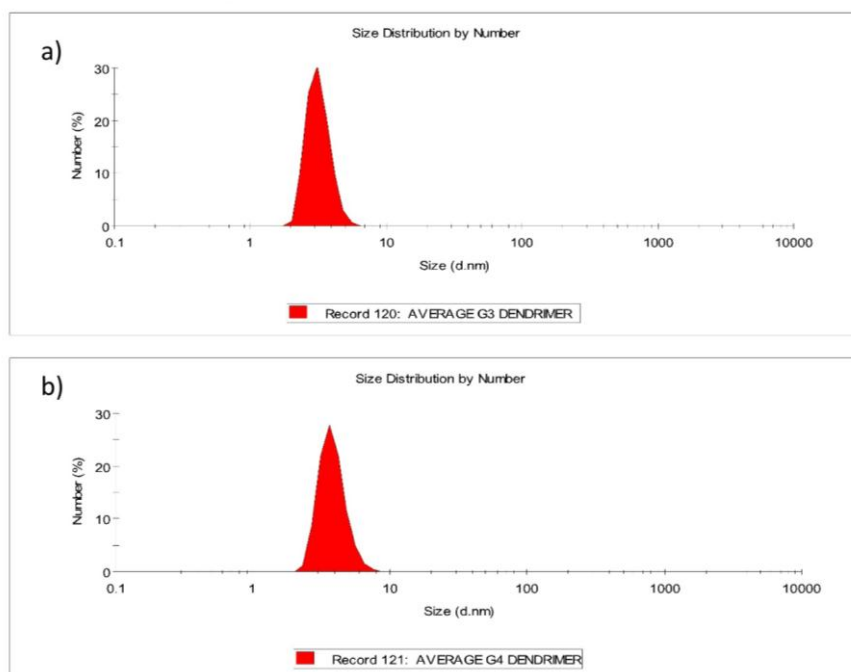 a)
Size Distribution by Number
Number (%)
30
20
10
0
0.1 1 10 100 1000 10000
Size (d.nm)
Record 120: AVERAGE G3 DENDRIMER
b)
Size Distribution by Number
Number (%)
30
20
10
0
0.1 1 10 100 1000 10000
Size (d.nm)
Record 121: AVERAGE G4 DENDRIMER